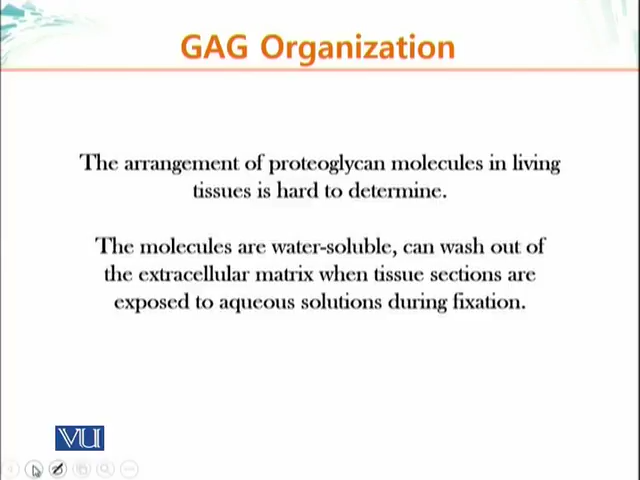 GAG Organization
The arrangement of proteoglycan molecules in living
tissues is hard to determine.
The molecules are water-soluble, can wash out of
the extracellular matrix when tissue sections are
exposed to aqueous solutions during fixation.
VU